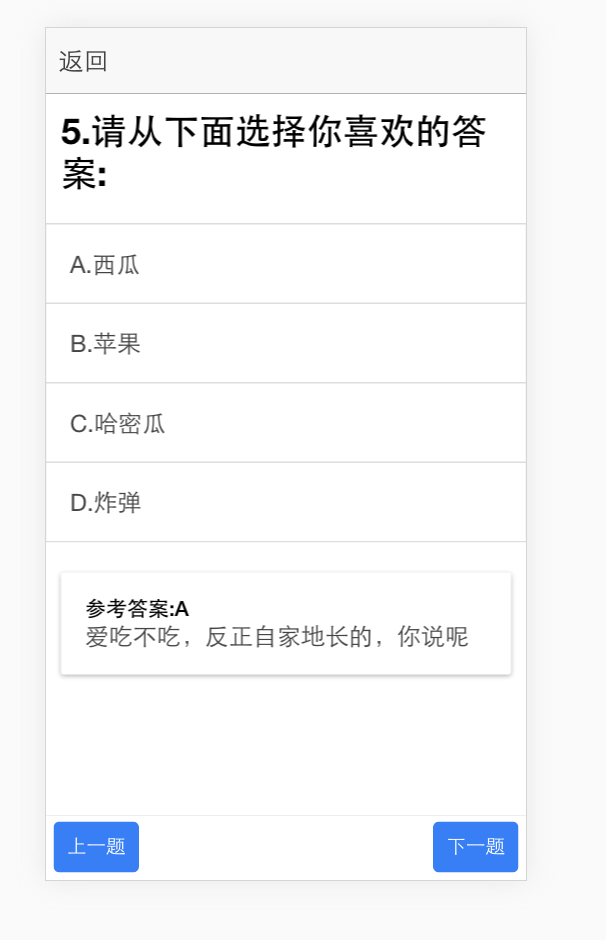 返回
5.请从下面选择你喜欢的答
案:
A.西瓜
B.苹果
C.哈密瓜
D.炸弹
参考答案:A
爱吃不吃，反正自家地长的，你说呢
上一题
下一题